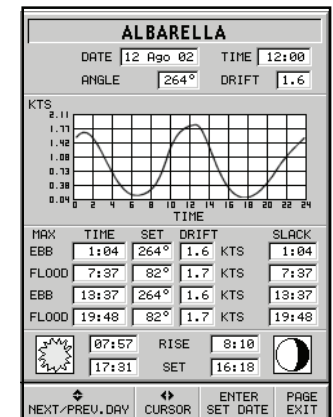 ALBARELLA
DATE 12 Ago 02 TIME 12:00
ANGLE 264° DRIFT 1.6
KTS
2.11
1.77
1.42
1.08
0.73
0.38
0.04
0 2 4 6 8 10 12 14 16 18 20 22 24
TIME
MAX TIME SET DRIFT SLACK
EBB 1:04 264° 1.6 KTS 1:04
FLOOD 7:37 82° 1.7 KTS 7:37
EBB 13:37 264° 1.6 KTS 13:37
FLOOD 19:48 82° 1.7 KTS 19:48
07:57 RISE 8:10
17:31 SET 16:18
NEXT/PREV.DAY CURSOR ENTER SET DATE PAGE EXIT